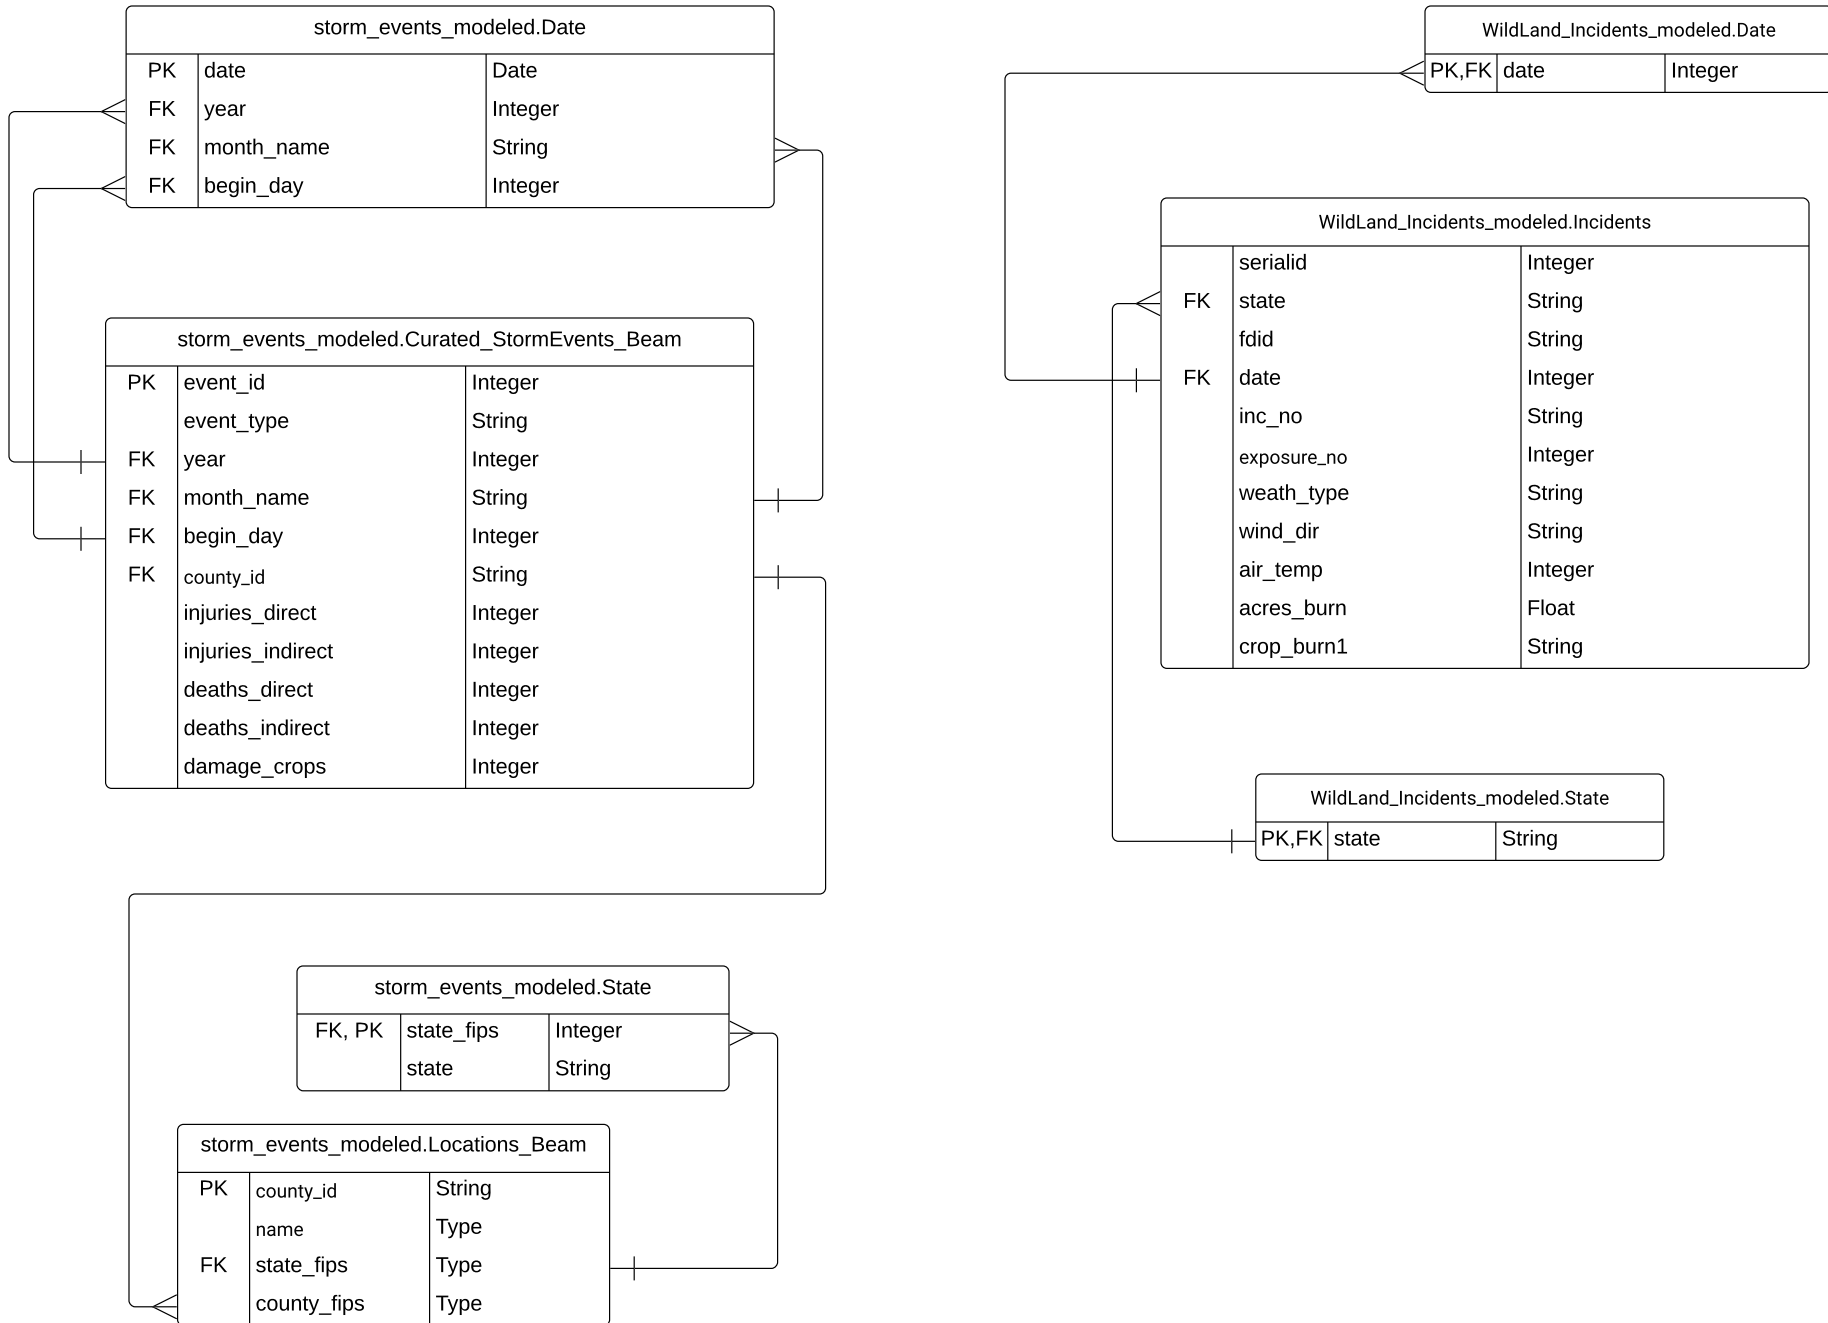 storm_events_modeled.Date
PK date Date
FK year Integer
FK month_name String
FK begin_day Integer
storm_events_modeled.Curated_StormEvents_Beam
PK event_id Integer
event_type String
FK year Integer
FK month_name String
FK begin_day Integer
FK county_id String
injuries_direct Integer
injuries_indirect Integer
deaths_direct Integer
deaths_indirect Integer
damage_crops Integer
storm_events_modeled.State
FK, PK state_fips Integer
state String
storm_events_modeled.Locations_Beam
PK county_id String
name Type
FK state_fips Type
county_fips Type
WildLand_Incidents_modeled.Date
PK,FK date Integer
WildLand_Incidents_modeled.Incidents
serialid Integer
FK state String
fdid String
FK date Integer
inc_no String
exposure_no Integer
weath_type String
wind_dir String
air_temp Integer
acres_burn Float
crop_burn1 String
WildLand_Incidents_modeled.State
PK,FK state String